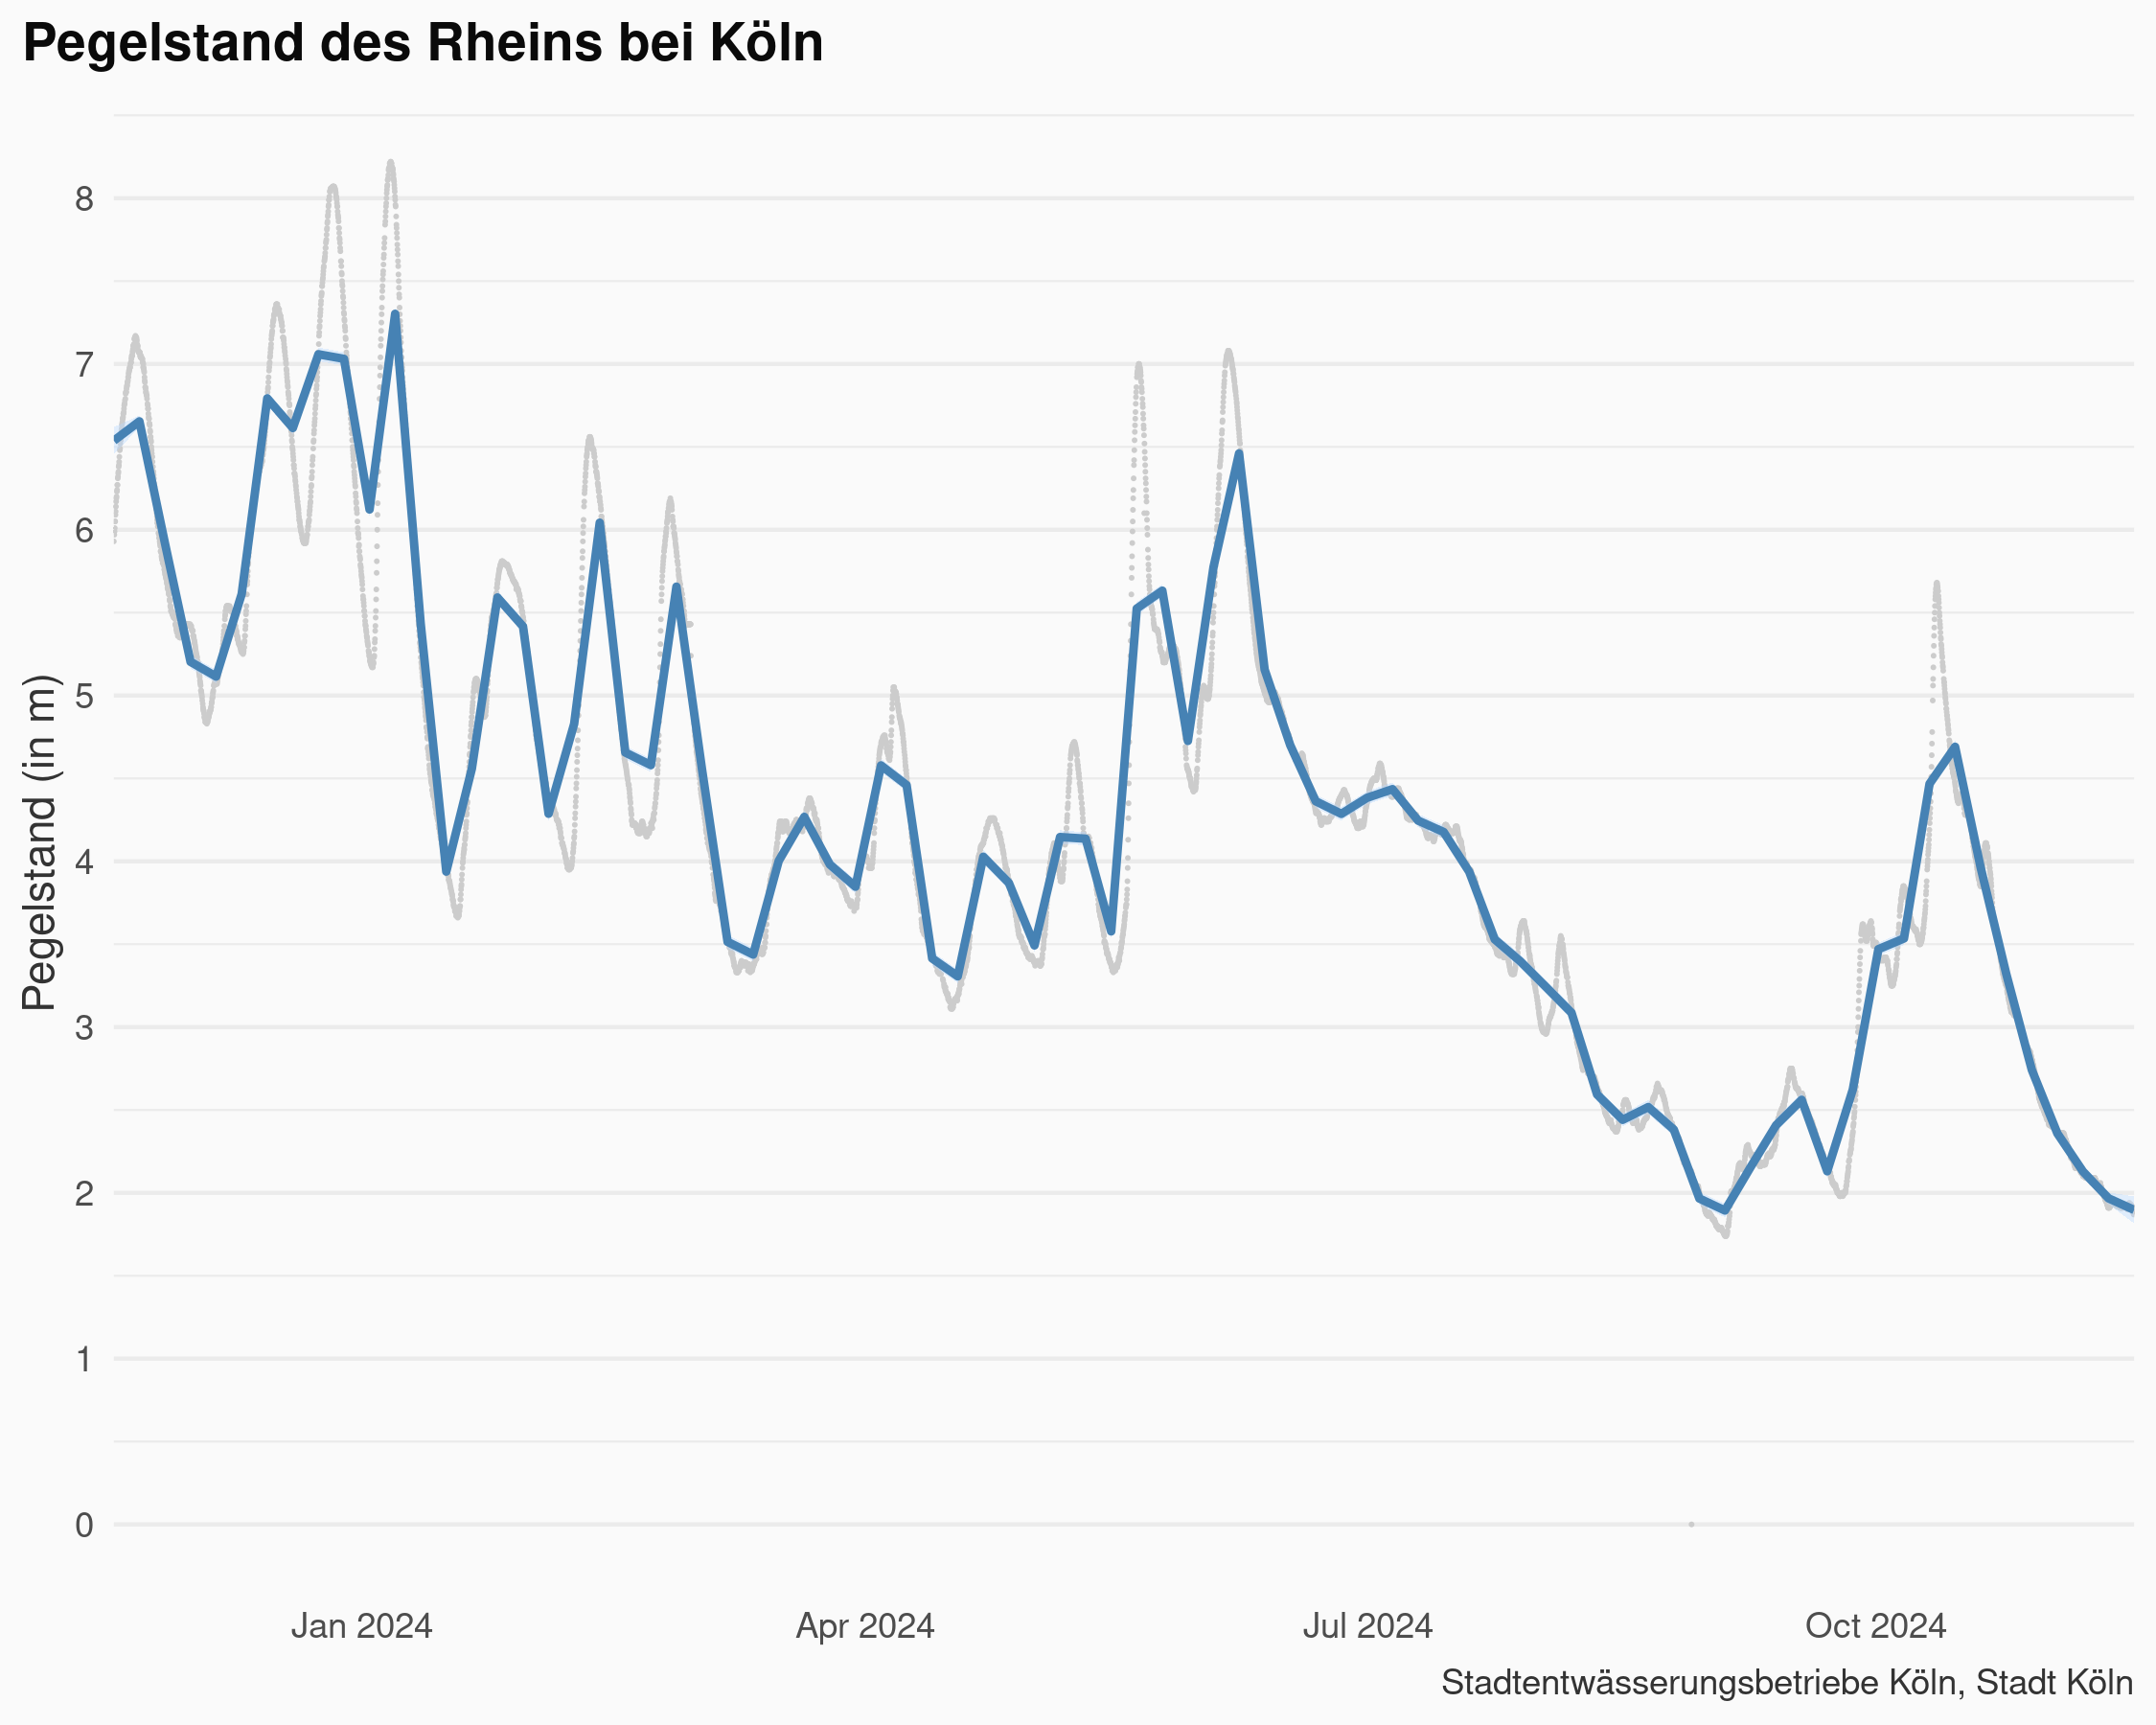 Pegelstand des Rheins bei Köln
Pegelstand (in m)
8
7
6
5
4
3
2
1
0
Jan 2024
Apr 2024
Jul 2024
Oct 2024
Stadtentwässerungsbetriebe Köln, Stadt Köln